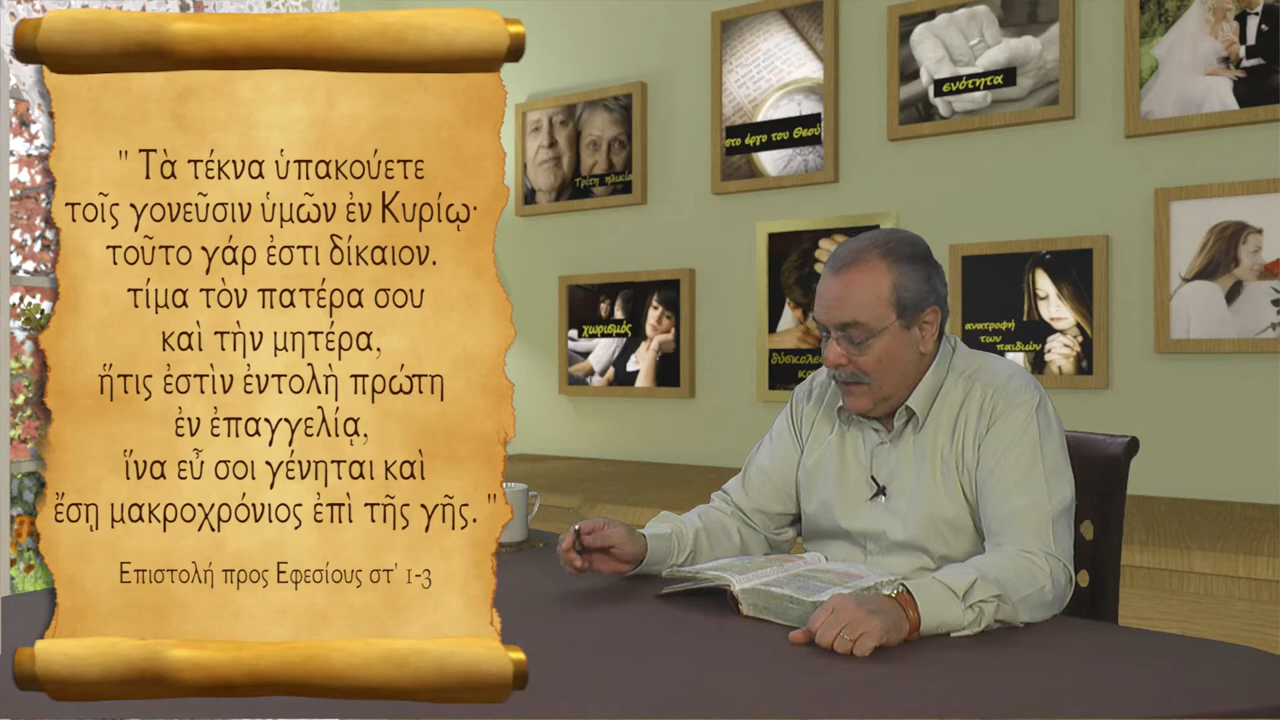 " Τὰ τέκνα ὑπακούετε
τοῖς γονεῦσιν ὑμῶν ἐν Κυρίῳ·
τοῦτο γάρ ἐστι δίκαιον.
τίμα τὸν πατέρα σου
καὶ τὴν μητέρα,
ἥτις ἐστὶν ἐντολὴ πρώτη
ἐν ἐπαγγελίᾳ,
ἵνα εὖ σοι γένηται καὶ
ἔσῃ μακροχρόνιος ἐπὶ τῆς γῆς. "
Επιστολή προς Εφεσίους στ' 1-3
Τρίτη ηλικία
στο έργο του Θεού
ενότητα
χωρισμός
ανατροφή
των
παιδιών